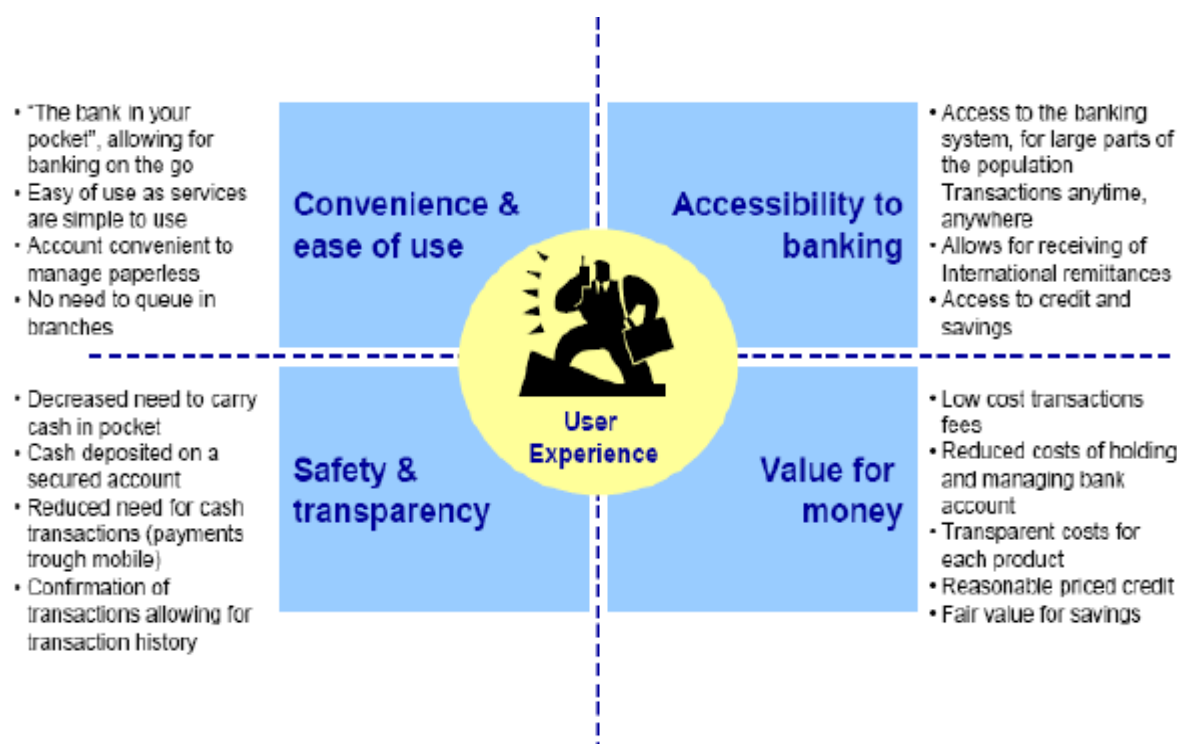 • "The bank in your
pocket", allowing for
banking on the go
• Easy of use as services
are simple to use
• Account convenient to
manage paperless
• No need to queue in
branches
Convenience &
ease of use
Accessibility to
banking
• Access to the banking
system, for large parts of
the population
Transactions anytime,
anywhere
• Allows for receiving of
International remittances
• Access to credit and
savings
User
Experience
• Decreased need to carry
cash in pocket
• Cash deposited on a
secured account
• Reduced need for cash
transactions (payments
trough mobile)
• Confirmation of
transactions allowing for
transaction history
Safety &
transparency
Value for
money
• Low cost transactions
fees
• Reduced costs of holding
and managing bank
account
• Transparent costs for
each product
• Reasonable priced credit
• Fair value for savings